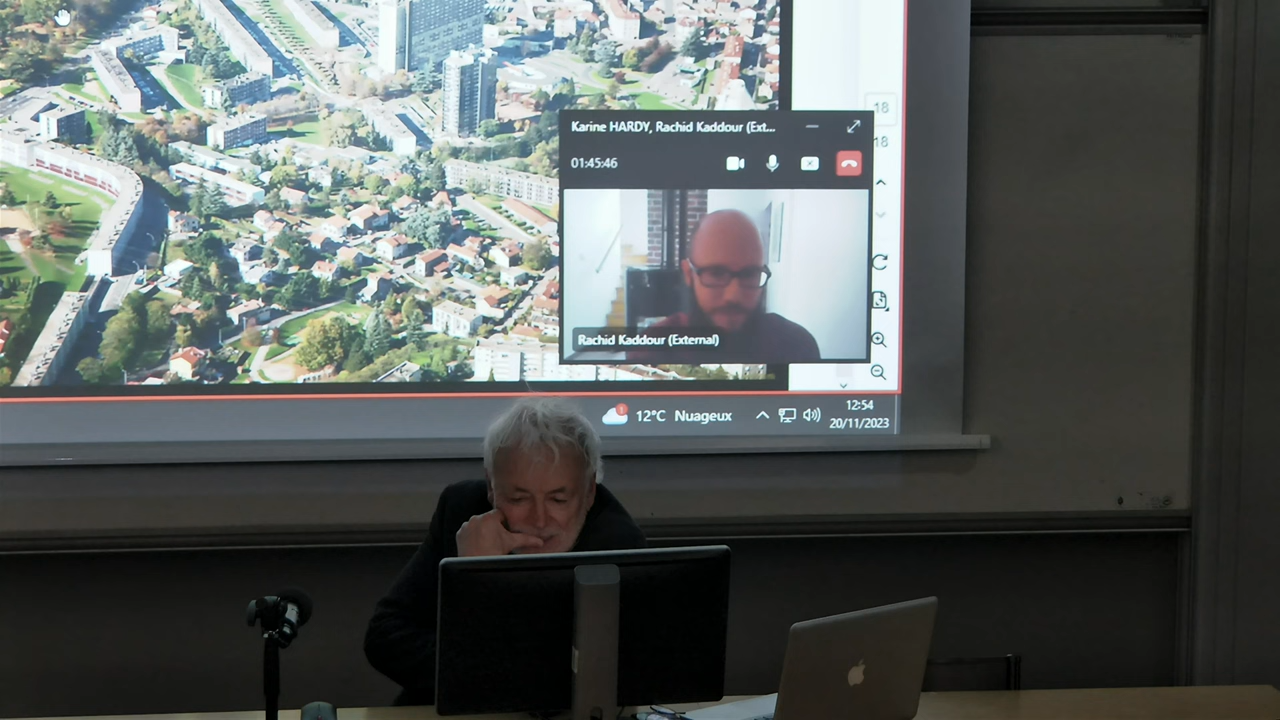 18
Karine HARDY, Rachid Kaddour (Ext...
18
01:45:46
Rachid Kaddour (External)
1
12°C Nuageux
12:54
20/11/2023